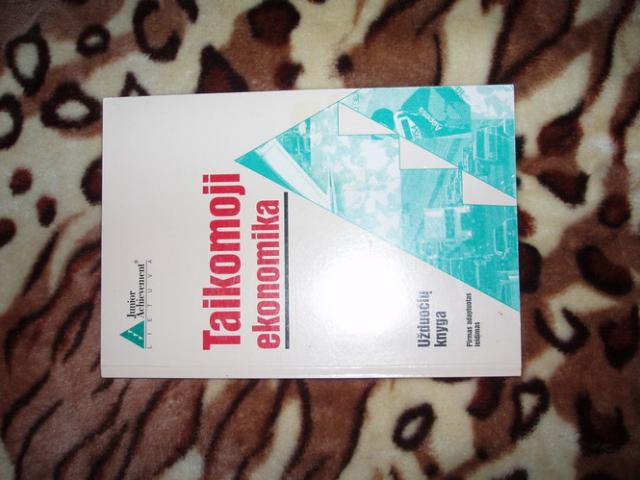 Junior
Achievement®
LIETUVA
Taikomoji
ekonomika
Užduočių
knyga
Pirmas adaptuotas
leidimas